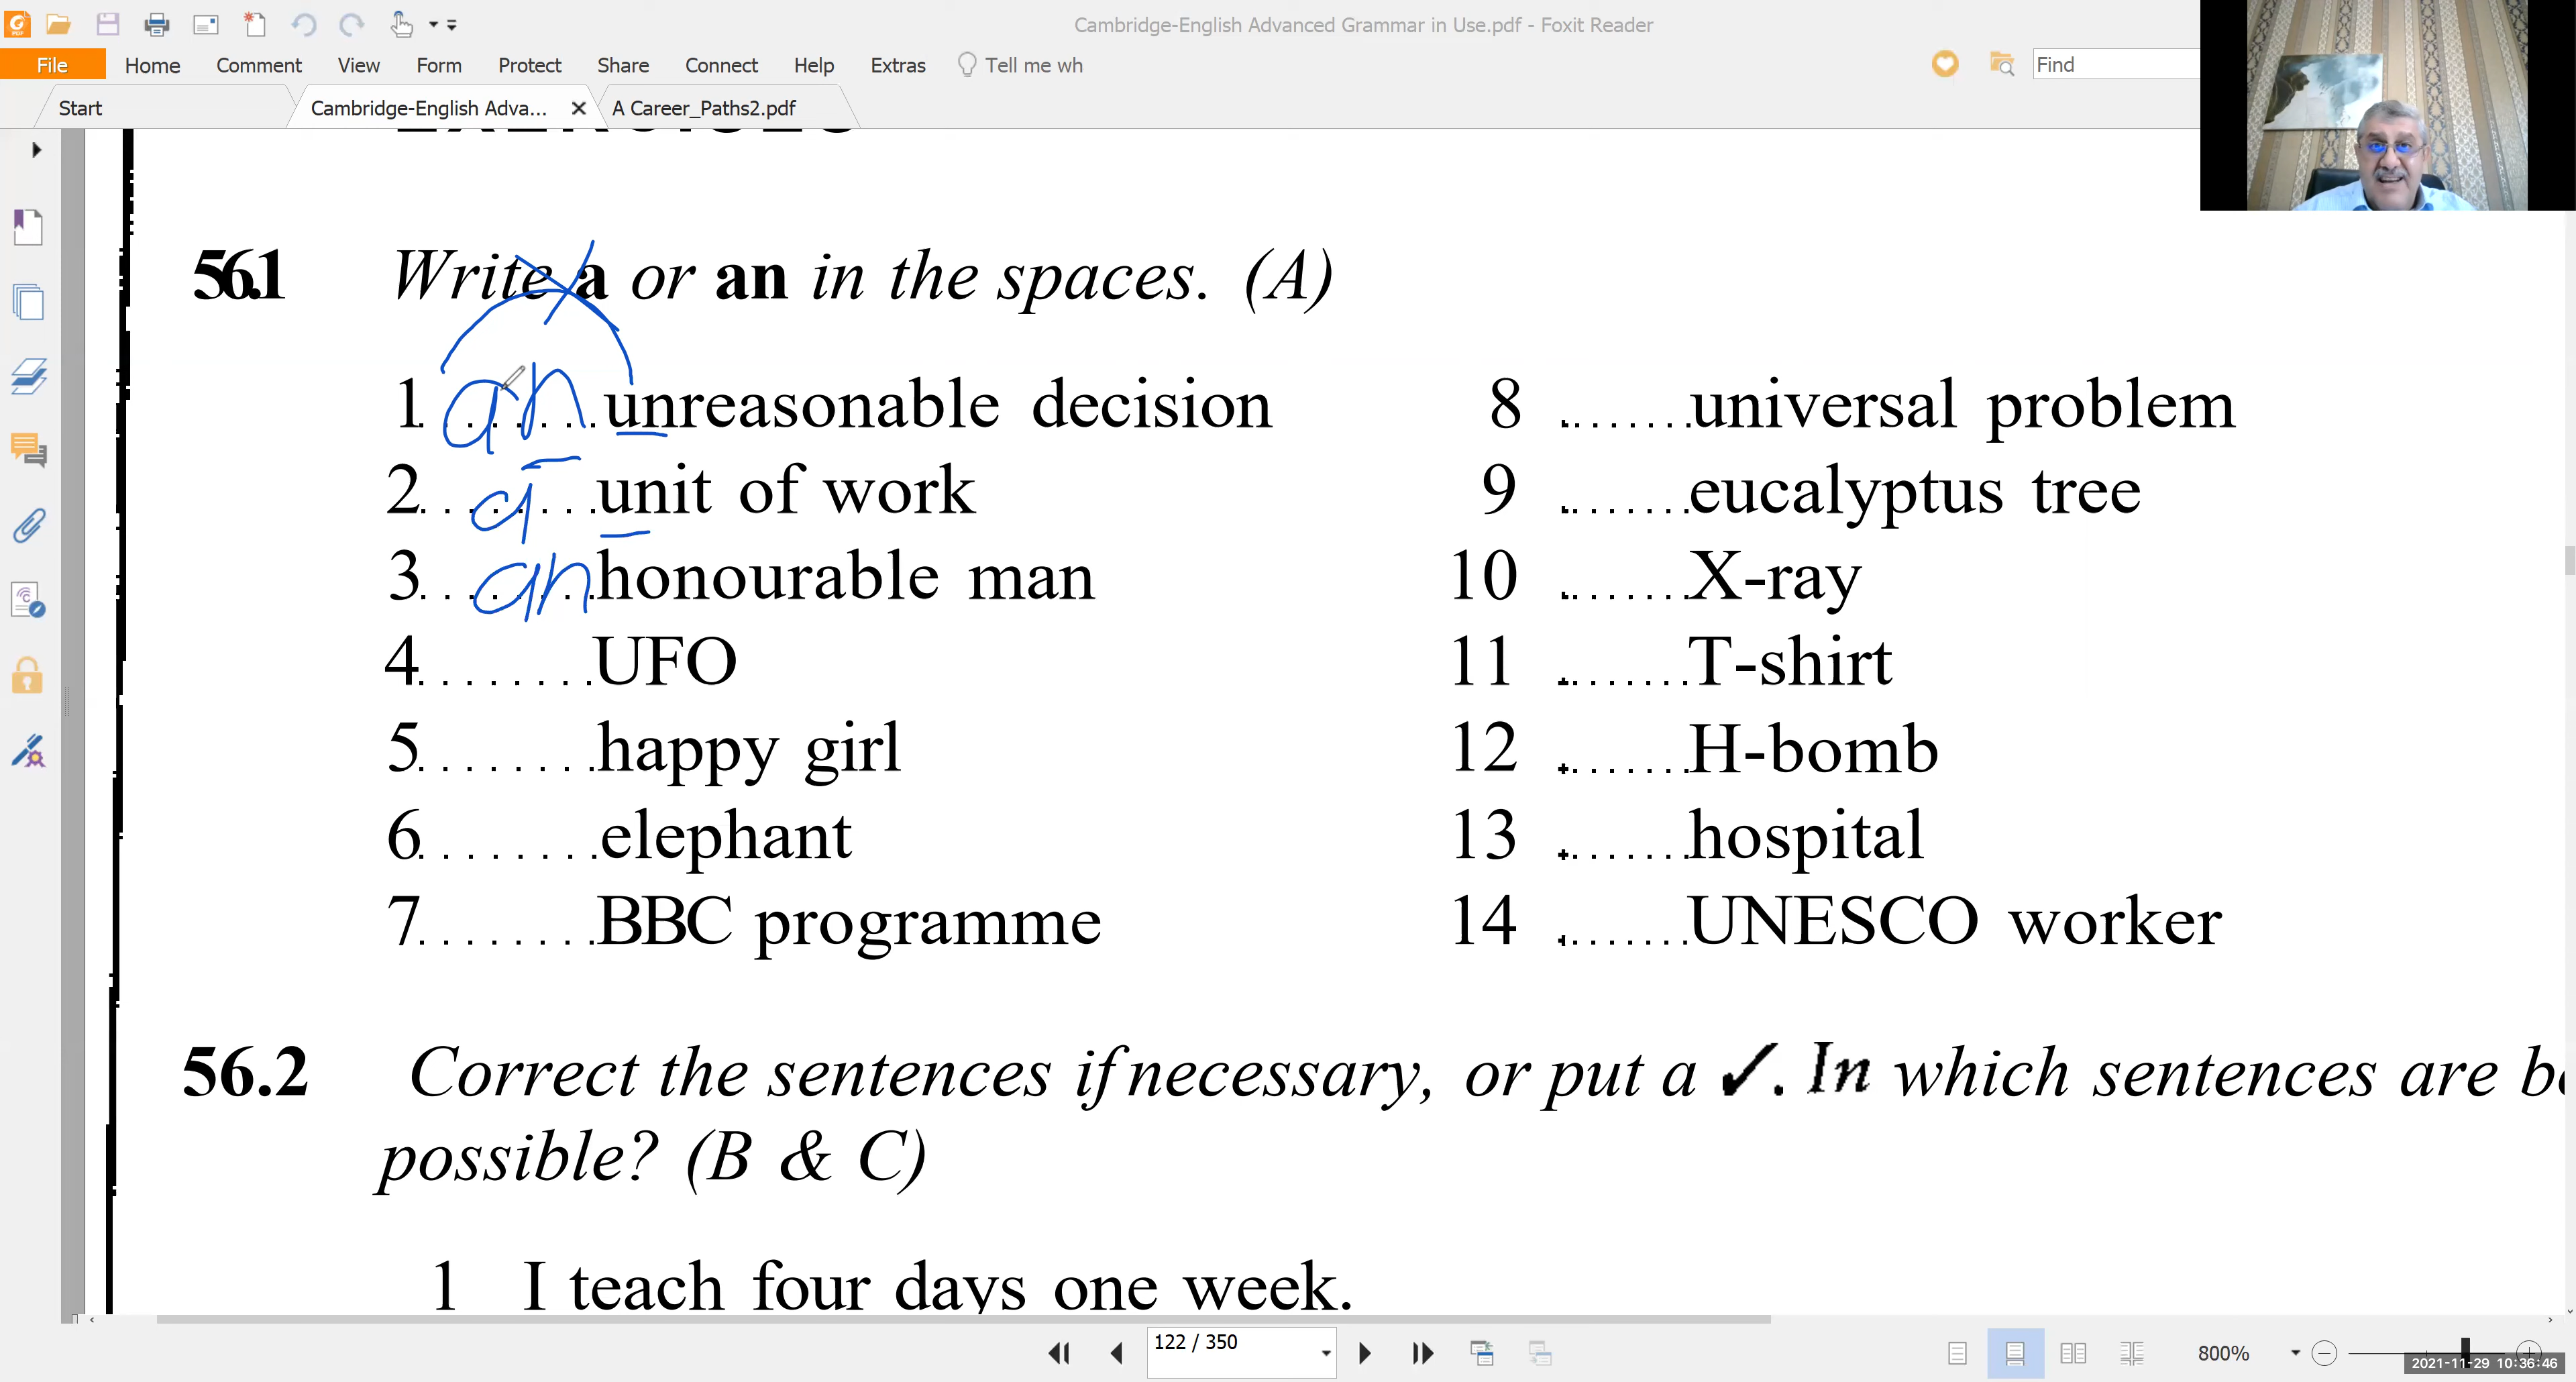 Cambridge-English Advanced Grammar in Use.pdf - Foxit Reader
File Home Comment View Form Protect Share Connect Help Extras Tell me wh Find
Start Cambridge-English Adva... A Career_Paths2.pdf
EXERCISES
56.1 Write a or an in the spaces. (A)
1 an unreasonable decision
2 a unit of work
3 an honourable man
4 ........UFO
5 ........happy girl
6 ........elephant
7 ........BBC programme
8 ........universal problem
9 ........eucalyptus tree
10 ........X-ray
11 ........T-shirt
12 ........H-bomb
13 ........hospital
14 ........UNESCO worker
56.2 Correct the sentences if necessary, or put a ✓. In which sentences are
possible? (B & C)
1 I teach four days one week.
122 / 350
800%
2021-11-29 10:36:46